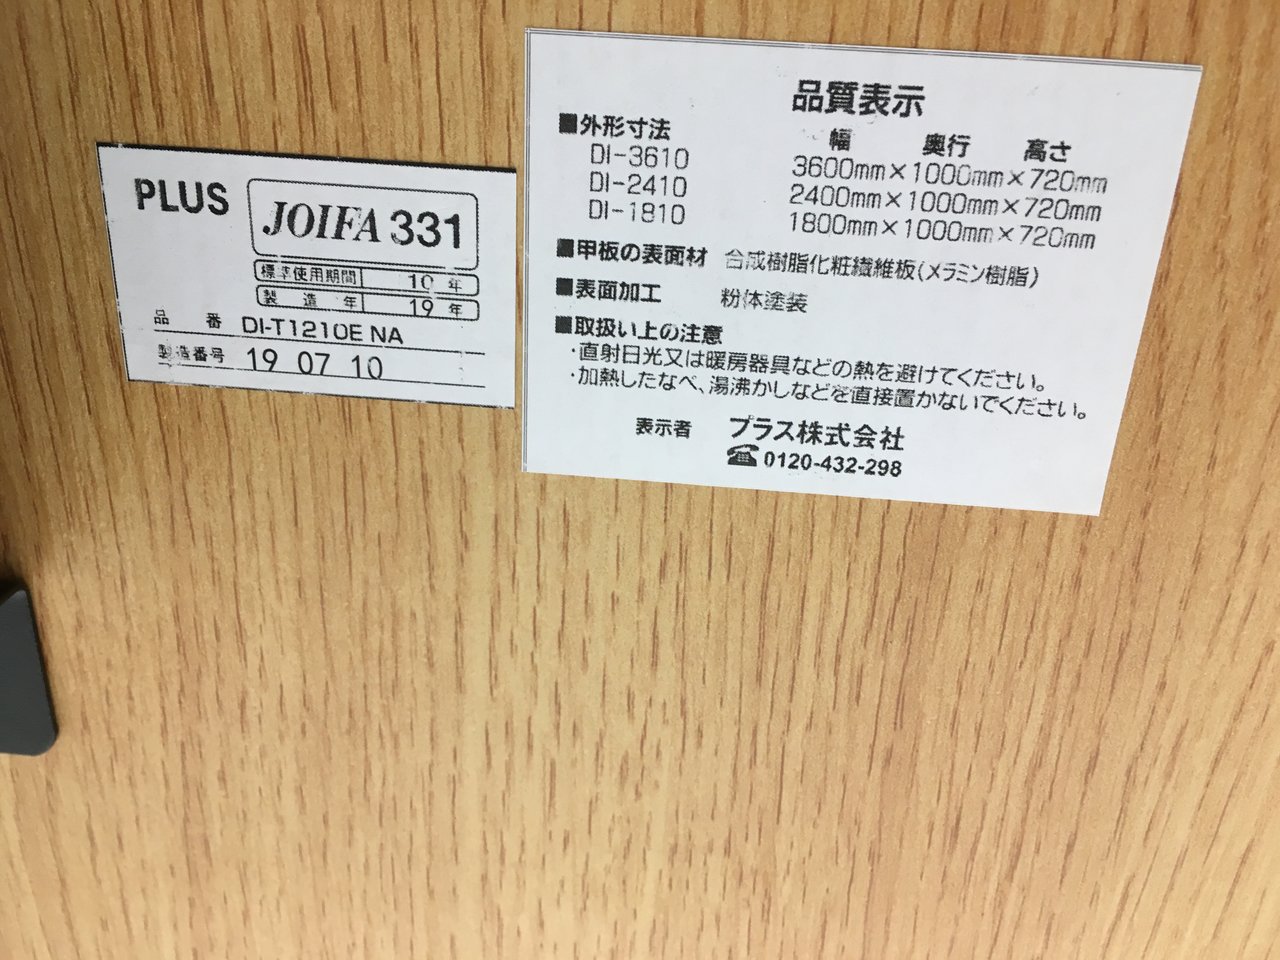 PLUS
JOIFA 331
標準使用期間 10 年
製造年 19 年
品番 DI-T1210E NA
製造番号 19 07 10
品質表示
■外形寸法 幅 奥行 高さ
DI-3610 3600mm×1000mm×720mm
DI-2410 2400mm×1000mm×720mm
DI-1810 1800mm×1000mm×720mm
■甲板の表面材 合成樹脂化粧繊維板(メラミン樹脂)
■表面加工 粉体塗装
■取扱い上の注意
・直射日光又は暖房器具などの熱を避けてください。
・加熱したなべ、湯沸かしなどを直接置かないでください。
表示者 プラス株式会社
☎0120-432-298